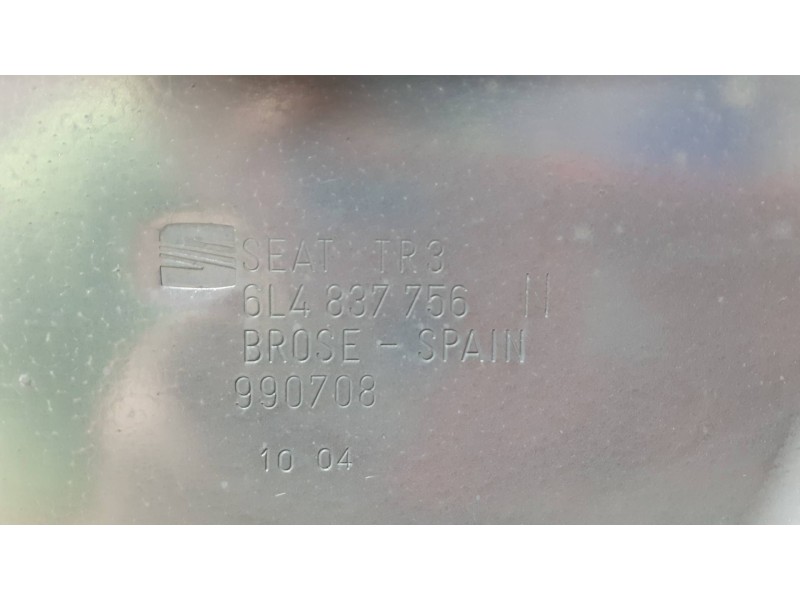 SEAT TR3
6L4 837 756 N
BROSE - SPAIN
990708
10 04